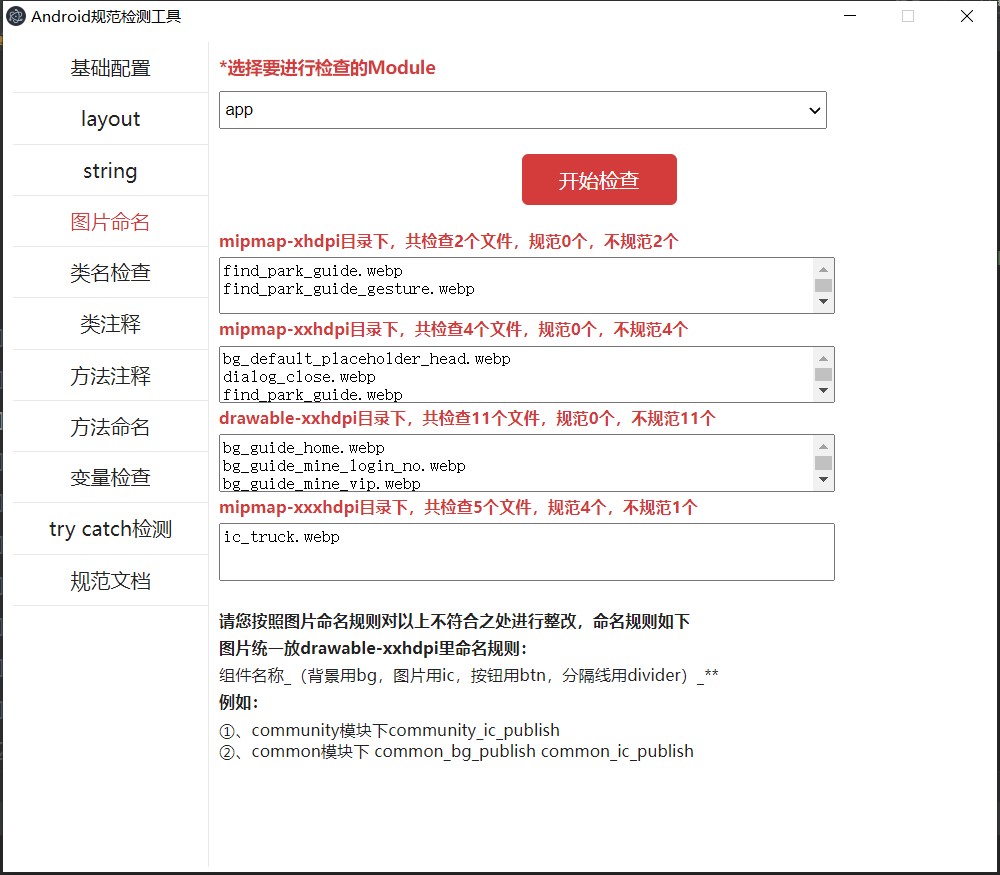 Android规范检测工具
基础配置
layout
string
图片命名
类名检查
类注释
方法注释
方法命名
变量检查
try catch检测
规范文档
*选择要进行检查的Module
app
开始检查
mipmap-xhdpi目录下，共检查2个文件，规范0个，不规范2个
find_park_guide.webp
find_park_guide_gesture.webp
mipmap-xxhdpi目录下，共检查4个文件，规范0个，不规范4个
bg_default_placeholder_head.webp
dialog_close.webp
find_park_guide.webp
drawable-xxhdpi目录下，共检查11个文件，规范0个，不规范11个
bg_guide_home.webp
bg_guide_mine_login_no.webp
bg_guide_mine_vip.webp
mipmap-xxxhdpi目录下，共检查5个文件，规范4个，不规范1个
ic_truck.webp
请您按照图片命名规则对以上不符合之处进行整改，命名规则如下
图片统一放drawable-xxhdpi里命名规则：
组件名称_（背景用bg，图片用ic，按钮用btn，分隔线用divider）_**
例如：
①、community模块下community_ic_publish
②、common模块下 common_bg_publish common_ic_publish